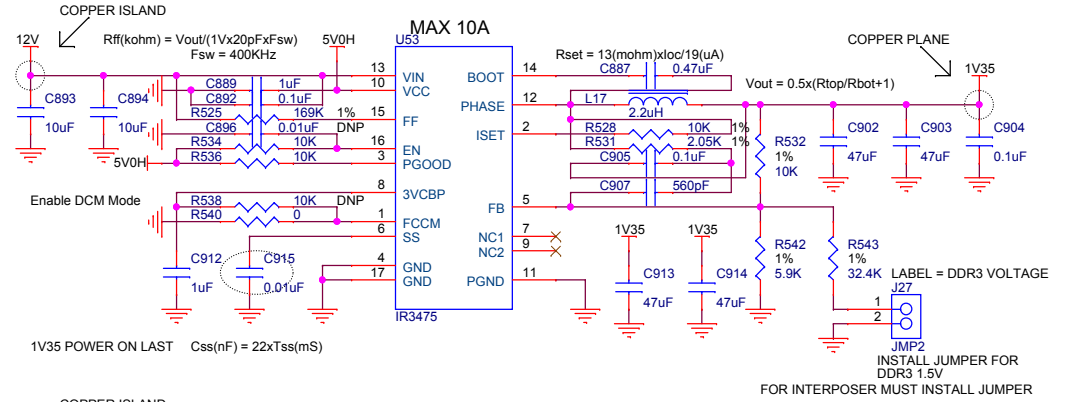 COPPER ISLAND
MAX 10A
12V
Rff(kohm) = Vout/(1Vx20pFxFsw)
Fsw = 400KHz
5V0H
U53
COPPER PLANE
Rset = 13(mohm)xIoc/19(uA)
1V35
Vout = 0.5x(Rtop/Rbot+1)
C893
10uF
C894
10uF
C889
1uF
C892
0.1uF
R525
169K
1%
C896
0.01uF
DNP
R534
10K
R536
10K
5V0H
13
VIN
10
VCC
15
FF
16
EN
3
PGOOD
8
3VCBP
1
FCCM
6
SS
4
GND
17
GND
BOOT
14
PHASE
12
ISET
2
FB
5
NC1
7
NC2
9
PGND
11
IR3475
C887
0.47uF
L17
2.2uH
R528
10K
1%
R531
2.05K
1%
C905
0.1uF
C907
560pF
R532
1%
10K
C902
47uF
C903
47uF
C904
0.1uF
Enable DCM Mode
R538
10K
DNP
R540
0
C912
1uF
C915
0.01uF
1V35
1V35
C913
47uF
C914
47uF
R542
1%
5.9K
R543
1%
32.4K
LABEL = DDR3 VOLTAGE
J27
1
2
JMP2
INSTALL JUMPER FOR
DDR3 1.5V
FOR INTERPOSER MUST INSTALL JUMPER
1V35 POWER ON LAST
Css(nF) = 22xTss(mS)
COPPER ISLAND